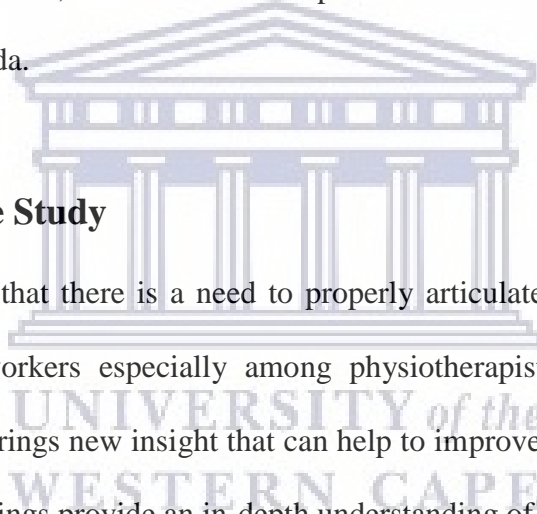 da.
e Study
that there is a need to properly articulate
workers especially among physiotherapist
UNIVERSITY of the
rings new insight that can help to improve
WESTERN CAPE
ings provide an in-depth understanding of